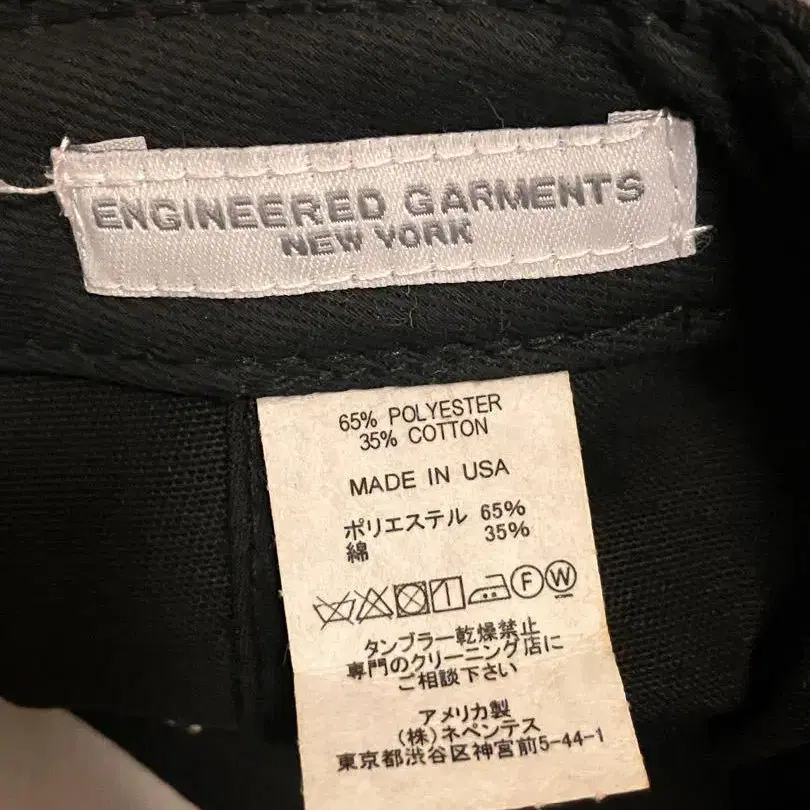 ENGINEERED GARMENTS
NEW YORK
65% POLYESTER
35% COTTON
MADE IN USA
ポリエステル 65%
綿 35%
F W
タンブラー乾燥禁止
専門のクリーニング店に
ご相談下さい
アメリカ製
(株)ネペンテス
東京都渋谷区神宮前5-44-1